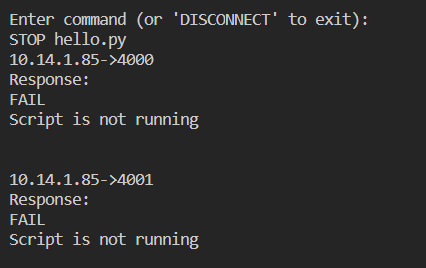 Enter command (or 'DISCONNECT' to exit):
STOP hello.py
10.14.1.85->4000
Response:
FAIL
Script is not running
10.14.1.85->4001
Response:
FAIL
Script is not running